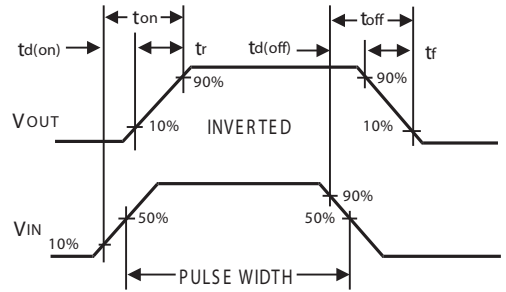 ton toff
td(on) tr td(off) tf
90% 90%
VOUT 10% INVERTED 10%
90%
50% 50%
VIN 10%
PULSE WIDTH